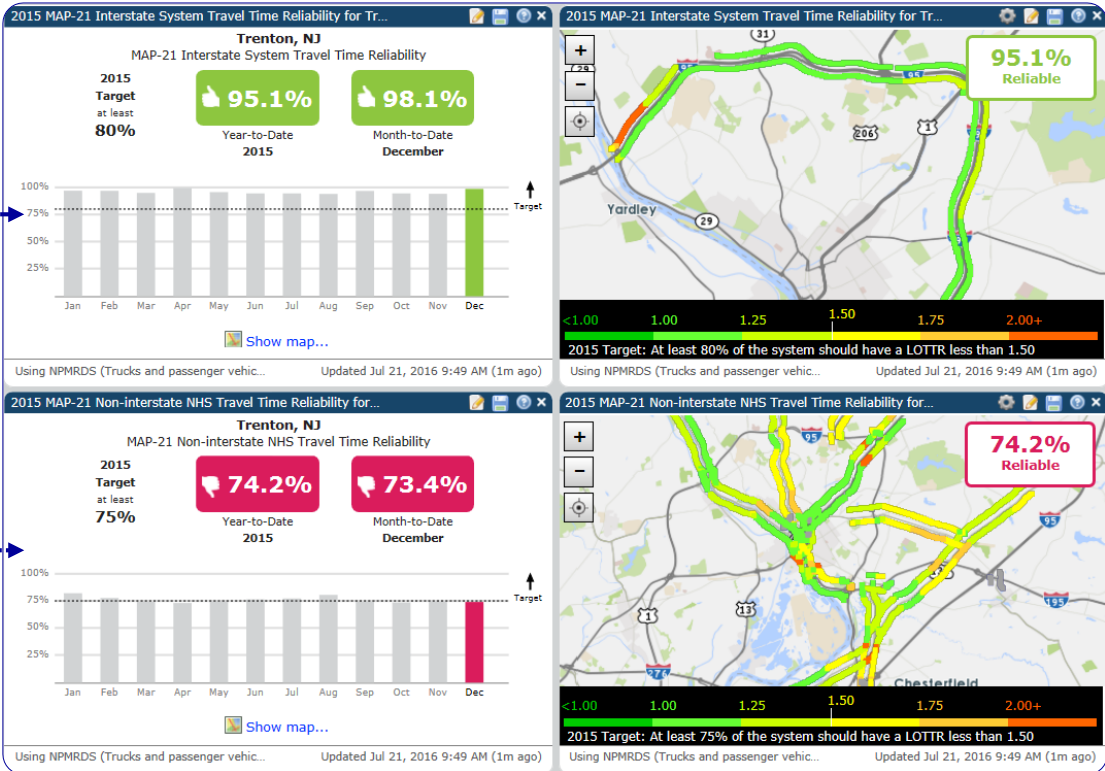 2015 MAP-21 Interstate System Travel Time Reliability for Tr...
Trenton, NJ
MAP-21 Interstate System Travel Time Reliability
2015
Target
at least
80%
95.1%
Year-to-Date
2015
98.1%
Month-to-Date
December
100%
75%
50%
25%
Target
Jan Feb Mar Apr May Jun Jul Aug Sep Oct Nov Dec
Show map...
Using NPMRDS (Trucks and passenger vehic... Updated Jul 21, 2016 9:49 AM (1m ago)
2015 MAP-21 Interstate System Travel Time Reliability for Tr...
+
−
95.1%
Reliable
31
29
95
95
206
1
Yardley
29
<1.00 1.00 1.25 1.50 1.75 2.00+
2015 Target: At least 80% of the system should have a LOTTR less than 1.50
Using NPMRDS (Trucks and passenger vehic... Updated Jul 21, 2016 9:49 AM (1m ago)
2015 MAP-21 Non-interstate NHS Travel Time Reliability for...
Trenton, NJ
MAP-21 Non-interstate NHS Travel Time Reliability
2015
Target
at least
75%
74.2%
Year-to-Date
2015
73.4%
Month-to-Date
December
100%
75%
50%
25%
Target
Jan Feb Mar Apr May Jun Jul Aug Sep Oct Nov Dec
Show map...
Using NPMRDS (Trucks and passenger vehic... Updated Jul 21, 2016 9:49 AM (1m ago)
2015 MAP-21 Non-interstate NHS Travel Time Reliability for...
+
−
74.2%
Reliable
95
95
1
13
195
276
Chesterfield
<1.00 1.00 1.25 1.50 1.75 2.00+
2015 Target: At least 75% of the system should have a LOTTR less than 1.50
Using NPMRDS (Trucks and passenger vehic... Updated Jul 21, 2016 9:49 AM (1m ago)